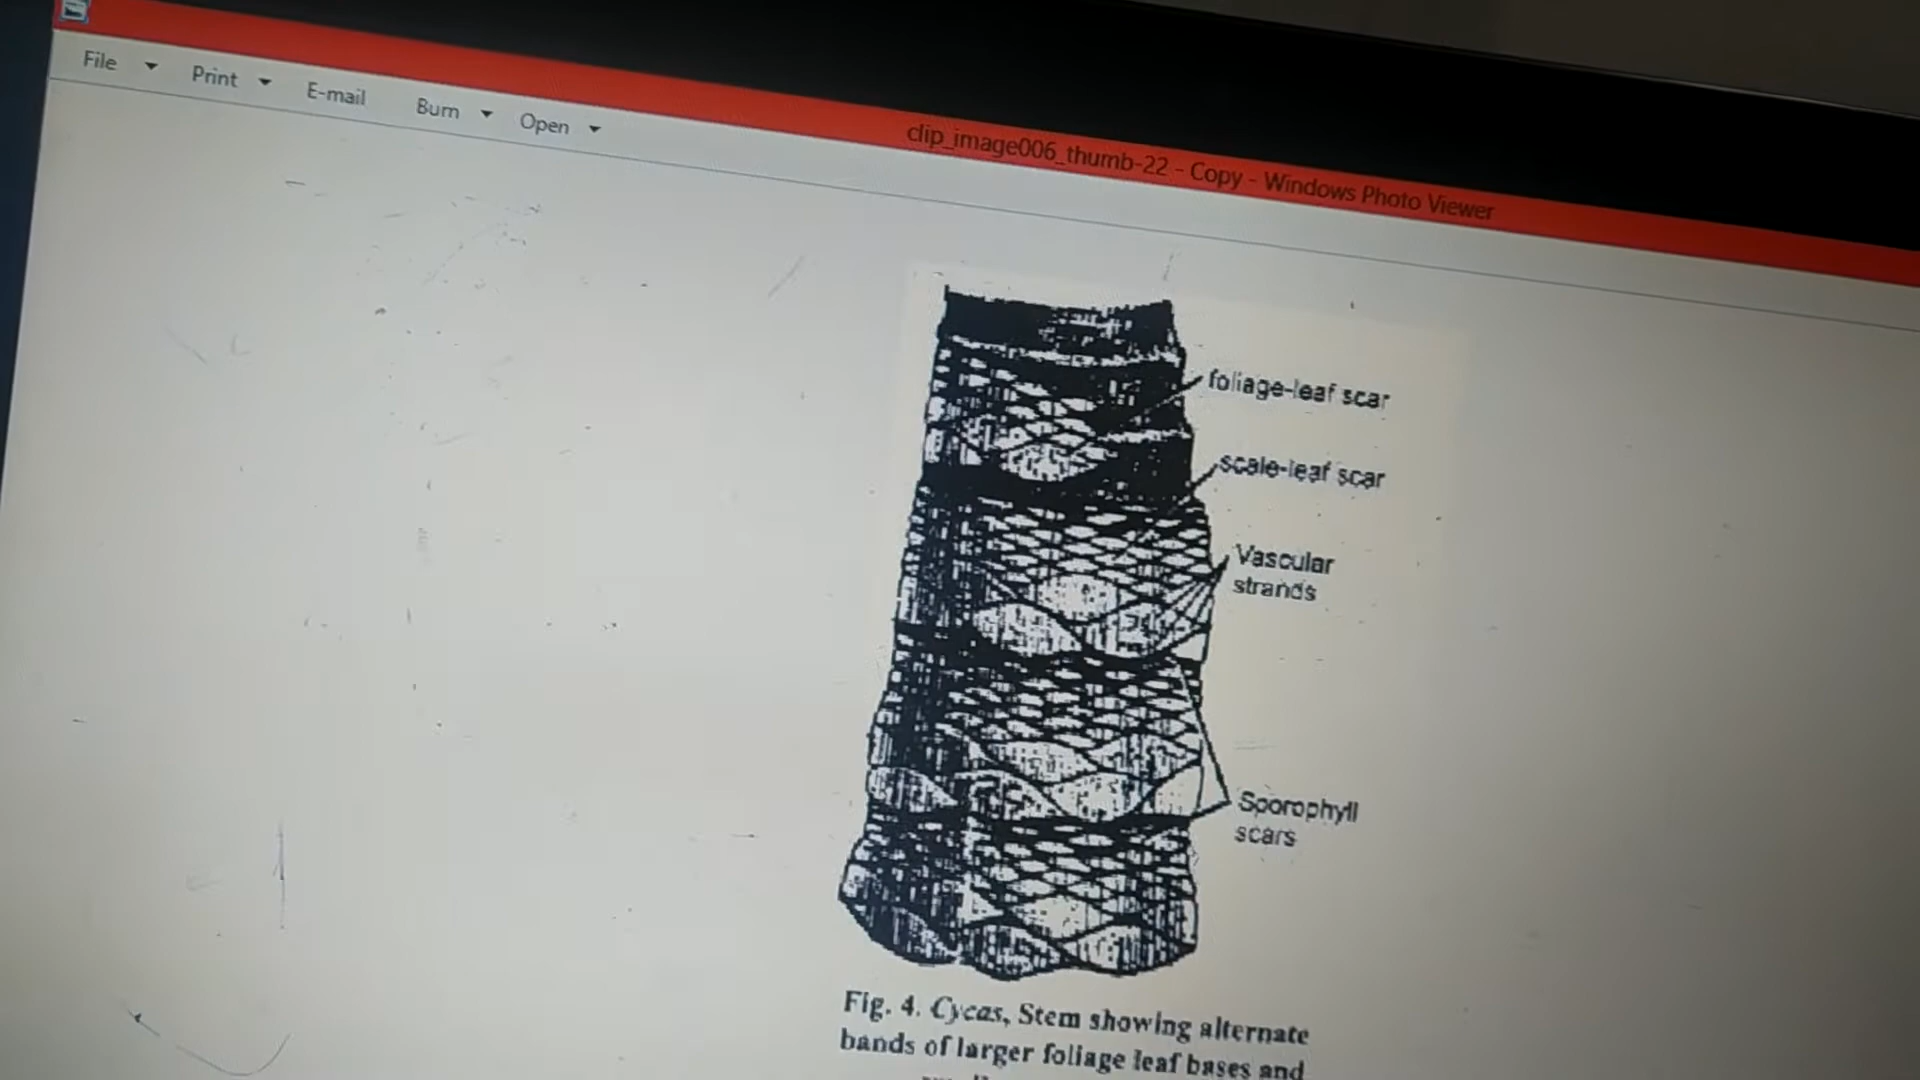 clip_image006_thumb-22 - Copy - Windows Photo Viewer
File Print E-mail Burn Open
foliage-leaf scar
scale-leaf scar
Vascular
strands
Sporophyll
scars
Fig. 4. Cycas, Stem showing alternate
bands of larger foliage leaf bases and